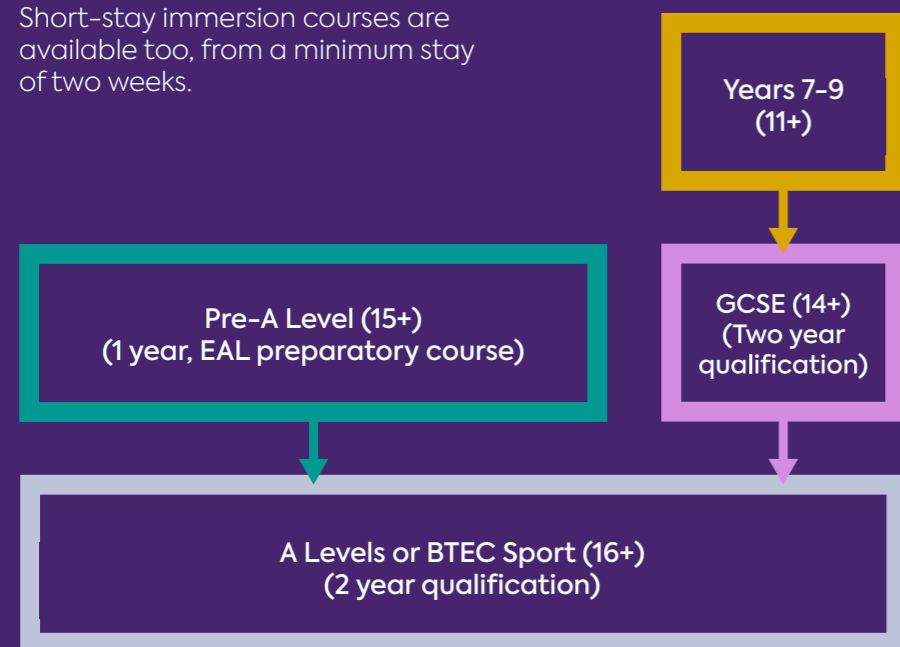 Short-stay immersion courses are
available too, from a minimum stay
of two weeks.
Years 7-9
(11+)
Pre-A Level (15+)
(1 year, EAL preparatory course)
GCSE (14+)
(Two year
qualification)
A Levels or BTEC Sport (16+)
(2 year qualification)